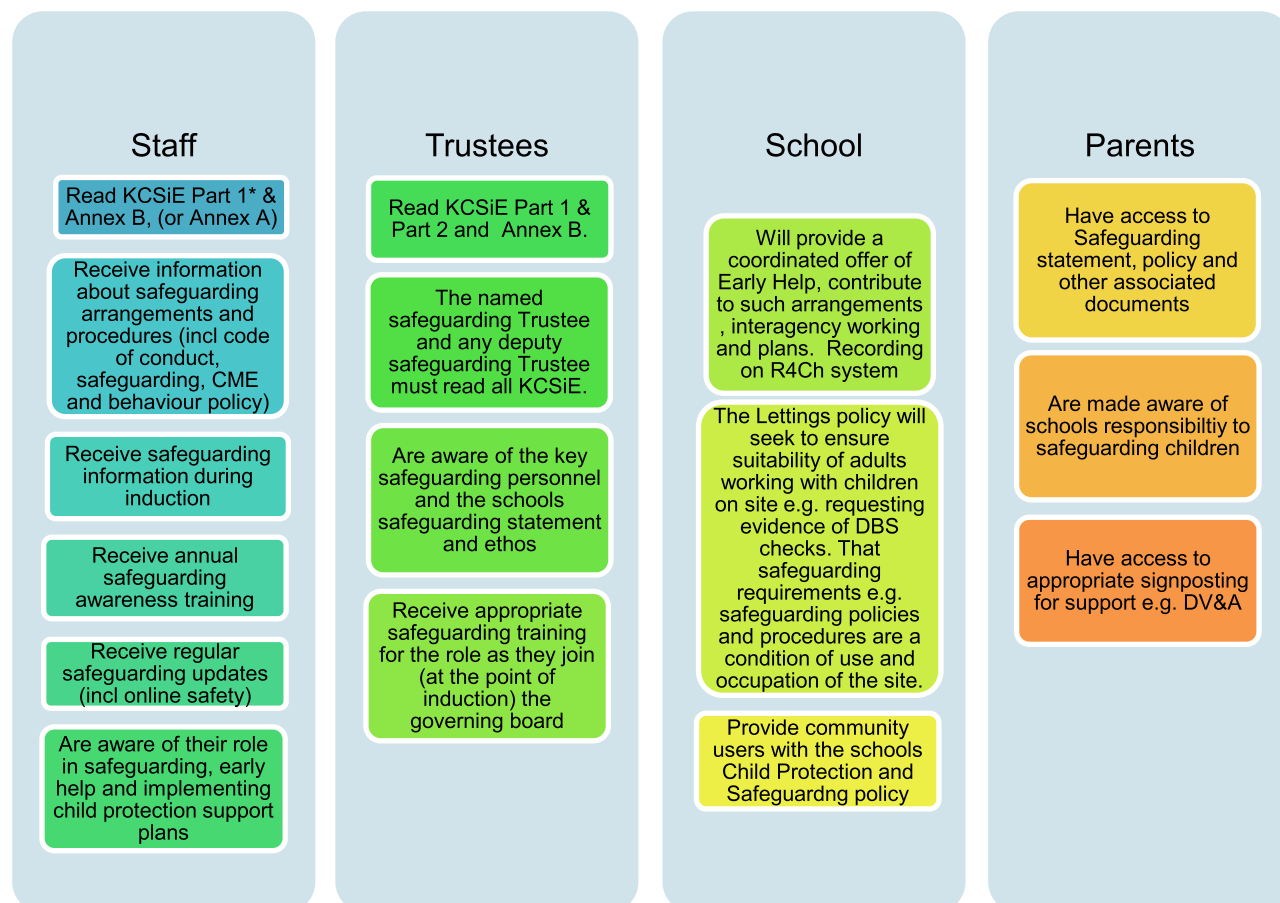 Staff
Read KCSiE Part 1* &
Annex B, (or Annex A)
Receive information
about safeguarding
arrangements and
procedures (incl code
of conduct,
safeguarding, CME
and behaviour policy)
Receive safeguarding
information during
induction
Receive annual
safeguarding
awareness training
Receive regular
safeguarding updates
(incl online safety)
Are aware of their role
in safeguarding, early
help and implementing
child protection support
plans
Trustees
Read KCSiE Part 1 &
Part 2 and  Annex B.
The named
safeguarding Trustee
and any deputy
safeguarding Trustee
must read all KCSiE.
Are aware of the key
safeguarding personnel
and the schools
safeguarding statement
and ethos
Receive appropriate
safeguarding training
for the role as they join
(at the point of
induction) the
governing board
School
Will provide a
coordinated offer of
Early Help, contribute
to such arrangements
, interagency working
and plans.  Recording
on R4Ch system
The Lettings policy will
seek to ensure
suitability of adults
working with children
on site e.g. requesting
evidence of DBS
checks. That
safeguarding
requirements e.g.
safeguarding policies
and procedures are a
condition of use and
occupation of the site.
Provide community
users with the schools
Child Protection and
Safeguardng policy
Parents
Have access to
Safeguarding
statement, policy and
other associated
documents
Are made aware of
schools responsibiltiy to
safeguarding children
Have access to
appropriate signposting
for support e.g. DV&A